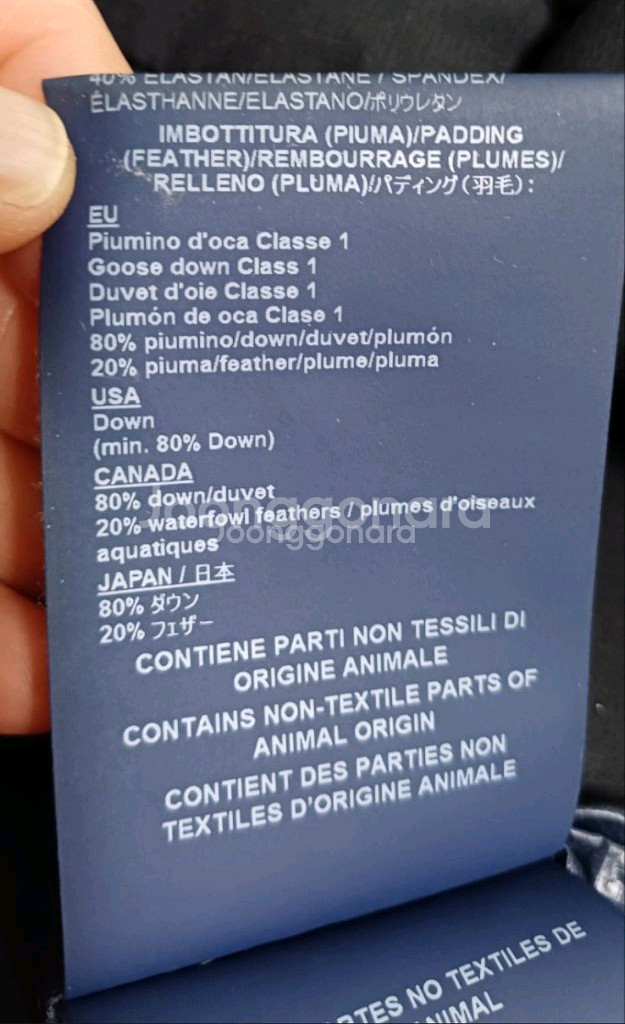 40% ELASTAN/ELASTANE / SPANDEX/
ÉLASTHANNE/ELASTANO/ポリウレタン
IMBOTTITURA (PIUMA)/PADDING
(FEATHER)/REMBOURRAGE (PLUMES)/
RELLENO (PLUMA)/パディング(羽毛):
EU
Piumino d'oca Classe 1
Goose down Class 1
Duvet d'oie Classe 1
Plumón de oca Clase 1
80% piumino/down/duvet/plumón
20% piuma/feather/plume/pluma
USA
Down
(min. 80% Down)
CANADA
80% down/duvet
20% waterfowl feathers / plumes d'oiseaux
aquatiques
Joonggonara
Joonggonara
JAPAN / 日本
80% ダウン
20% フェザー
CONTIENE PARTI NON TESSILI DI
ORIGINE ANIMALE
CONTAINS NON-TEXTILE PARTS OF
ANIMAL ORIGIN
CONTIENT DES PARTIES NON
TEXTILES D'ORIGINE ANIMALE
NO TEXTILES DE